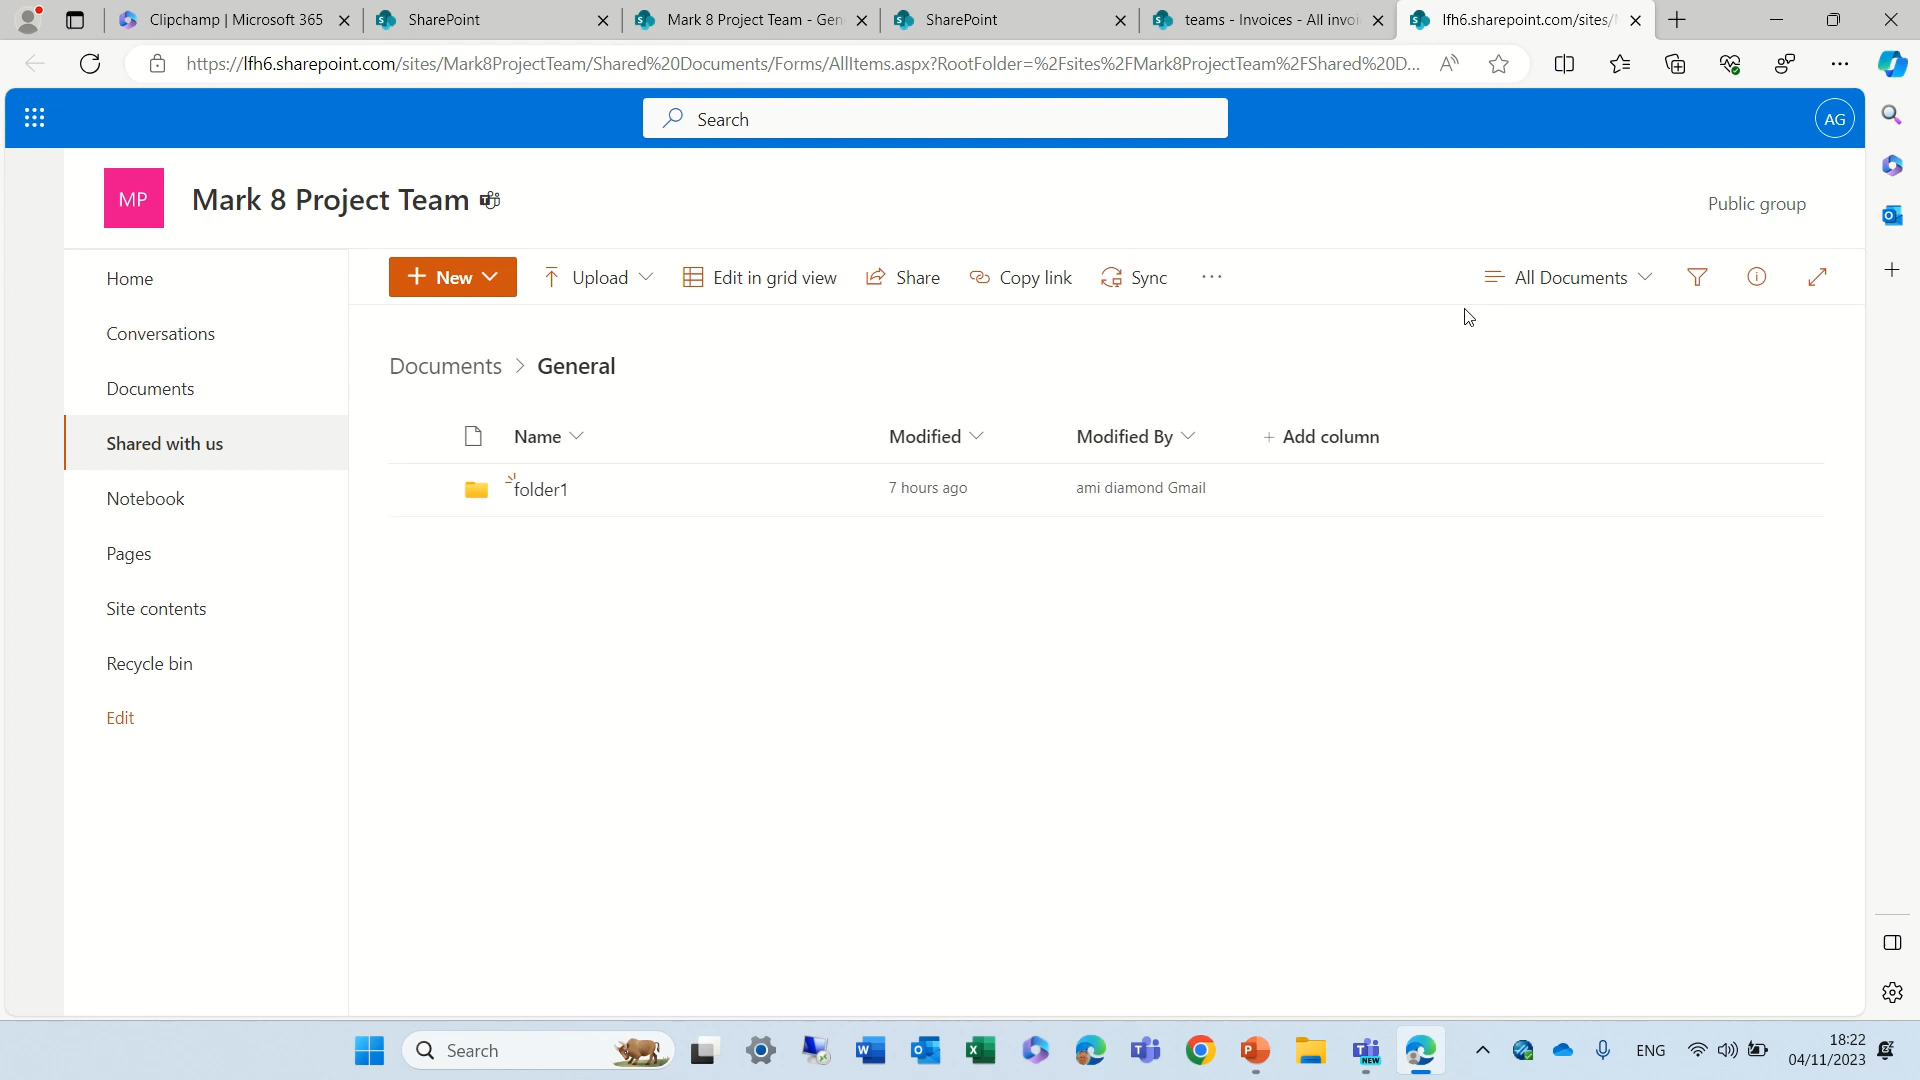 Clipchamp | Microsoft 365
SharePoint
Mark 8 Project Team - Gen
SharePoint
teams - Invoices - All invoi
lfh6.sharepoint.com/sites/
https://lfh6.sharepoint.com/sites/Mark8ProjectTeam/Shared%20Documents/Forms/AllItems.aspx?RootFolder=%2Fsites%2FMark8ProjectTeam%2FShared%20D...
Search
AG
MP
Mark 8 Project Team
Public group
Home
Conversations
Documents
Shared with us
Notebook
Pages
Site contents
Recycle bin
Edit
New
Upload
Edit in grid view
Share
Copy link
Sync
All Documents
Documents > General
Name
Modified
Modified By
+ Add column
folder1
7 hours ago
ami diamond Gmail
Search
NEW
ENG
18:22
04/11/2023